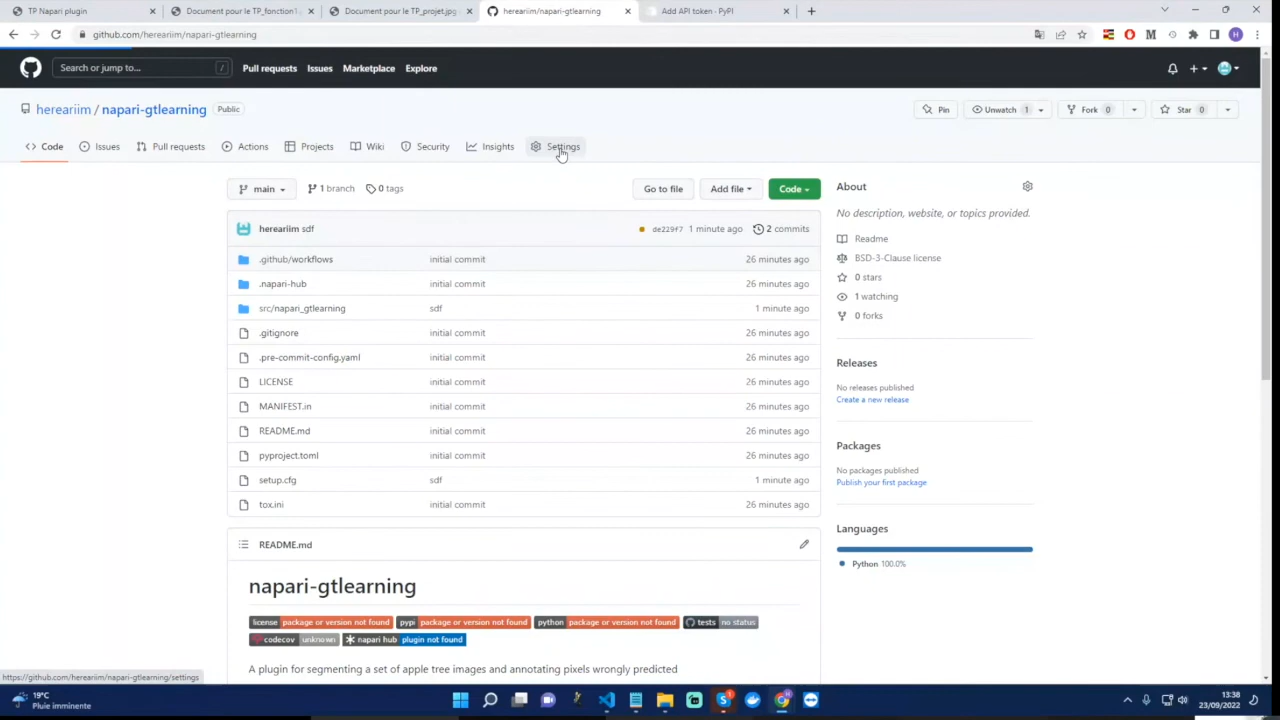 TP Napari plugin
Document pour le TP_fonction1.
Document pour le TP_projet.jpg
herearii​m/napari-gtlearning
Add API token · PyPI
github.com/hereariim/napari-gtlearning
Search or jump to...
/
Pull requests Issues Marketplace Explore
hereariim / napari-gtlearning Public
Pin
Unwatch 1
Fork 0
Star 0
Code
Issues
Pull requests
Actions
Projects
Wiki
Security
Insights
Settings
main
1 branch
0 tags
Go to file
Add file
Code
hereariim sdf de229f7 1 minute ago 2 commits
.github/workflows initial commit 26 minutes ago
.napari-hub initial commit 26 minutes ago
src/napari_gtlearning sdf 1 minute ago
.gitignore initial commit 26 minutes ago
.pre-commit-config.yaml initial commit 26 minutes ago
LICENSE initial commit 26 minutes ago
MANIFEST.in initial commit 26 minutes ago
README.md initial commit 26 minutes ago
pyproject.toml initial commit 26 minutes ago
setup.cfg sdf 1 minute ago
tox.ini initial commit 26 minutes ago
README.md
napari-gtlearning
license package or version not found pypi package or version not found python package or version not found tests no status
codecov unknown napari hub plugin not found
A plugin for segmenting a set of apple tree images and annotating pixels wrongly predicted
About
No description, website, or topics provided.
Readme
BSD-3-Clause license
0 stars
1 watching
0 forks
Releases
No releases published
Create a new release
Packages
No packages published
Publish your first package
Languages
Python 100.0%
https://github.com/hereariim/napari-gtlearning/settings
19°C
Pluie imminente
13:38
23/09/2022